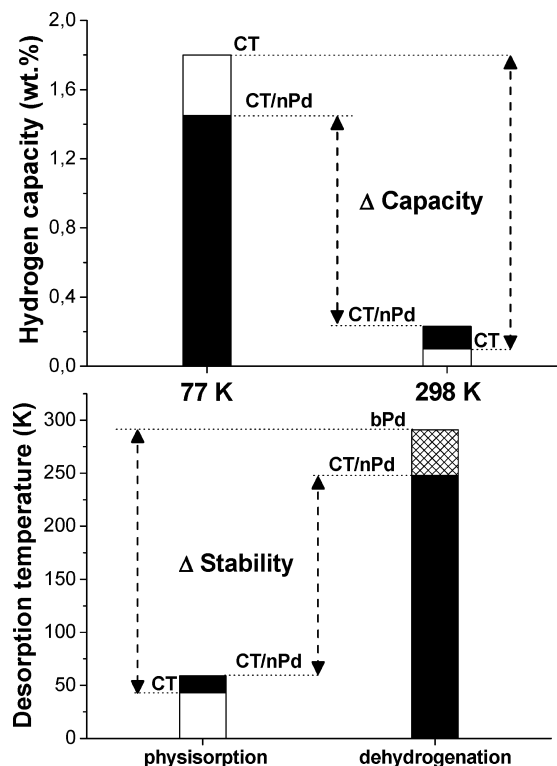 Hydrogen capacity (wt.%)
2,0
1,6
1,2
0,8
0,4
0,0
CT
CT/nPd
Δ Capacity
CT/nPd
CT
77 K
298 K
Desorption temperature (K)
300
250
200
150
100
50
0
bPd
CT/nPd
Δ Stability
CT/nPd
CT
physisorption
dehydrogenation